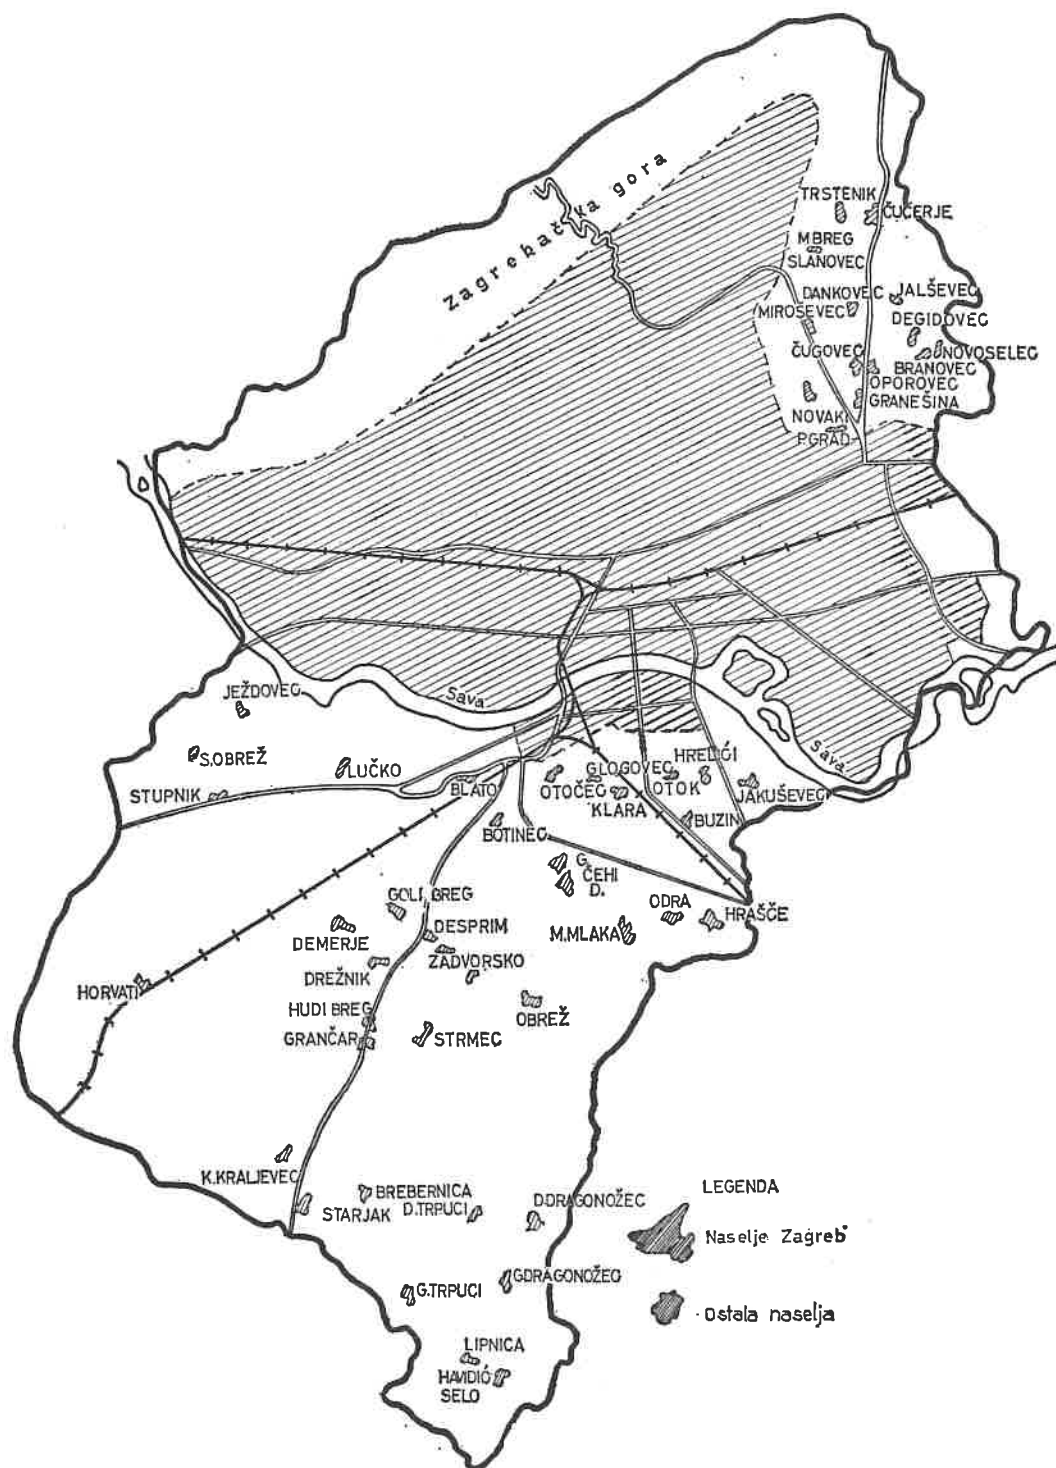 Zagrebačka gora
TRSTENIK
ČUČERJE
M.BREG
SLANOVEC
DANKOVEC
JALŠEVEC
MIROŠEVEC
DEGIDOVEC
ČUGOVEC
NOVOSELEC
BRANOVEC
OPOROVEC
GRANEŠINA
NOVAKI
P.GRAD
Sava
Sava
JEŽDOVEC
S.OBREŽ
LUČKO
STUPNIK
BLATO
OTOČEC
GLOGOVEC
HRELIĆI
OTOK
JAKUŠEVEC
KLARA
BUZIN
BOTINEC
G.
ČEHI
D.
GOLI BREG
DEMERJE
DESPRIM
ODRA
HRAŠČE
M.MLAKA
ZADVORSKO
DREŽNIK
HORVATI
HUDI BREG
OBREŽ
GRANČAR
STRMEC
K.KRALJEVEC
BREBERNICA
STARJAK
D.TRPUCI
D.DRAGONOŽEC
G.TRPUCI
G.DRAGONOŽEC
LIPNICA
HAVIDIĆ
SELO
LEGENDA
Naselje Zagreb
Ostala naselja